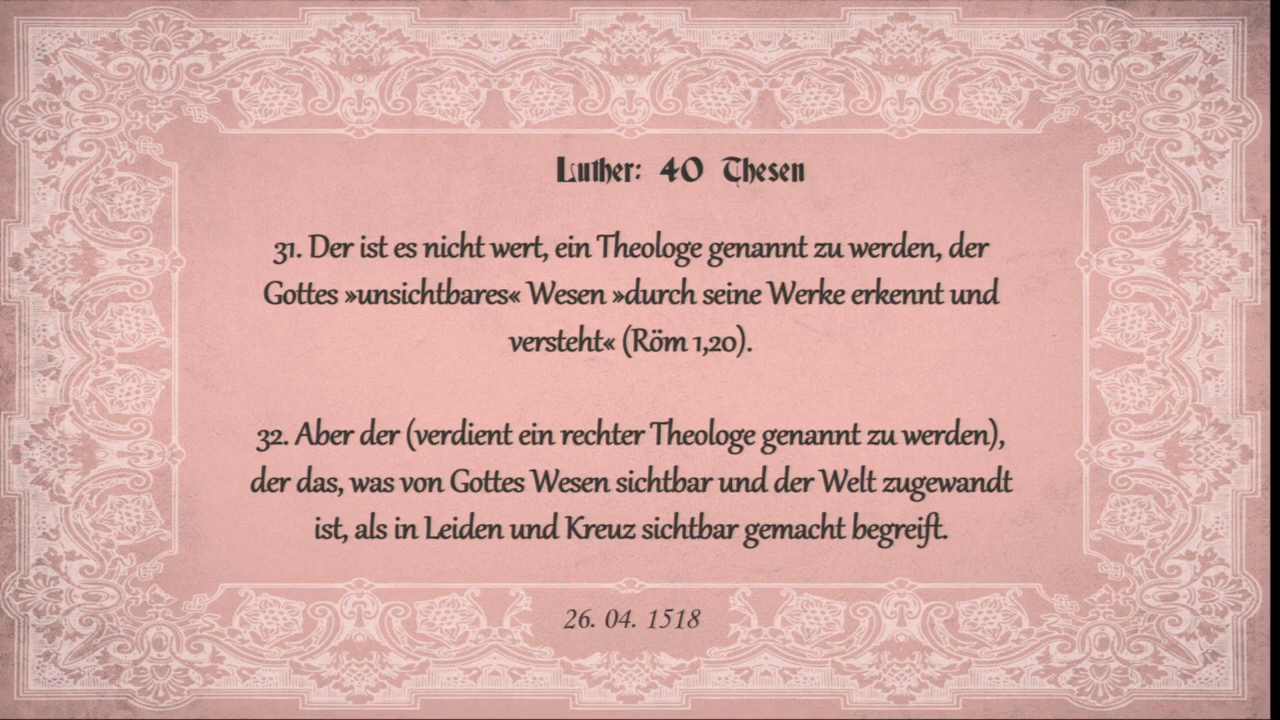 Luther: 40 Thesen
31. Der ist es nicht wert, ein Theologe genannt zu werden, der
Gottes »unsichtbares« Wesen »durch seine Werke erkennt und
versteht« (Röm 1,20).
32. Aber der (verdient ein rechter Theologe genannt zu werden),
der das, was von Gottes Wesen sichtbar und der Welt zugewandt
ist, als in Leiden und Kreuz sichtbar gemacht begreift.
26. 04. 1518